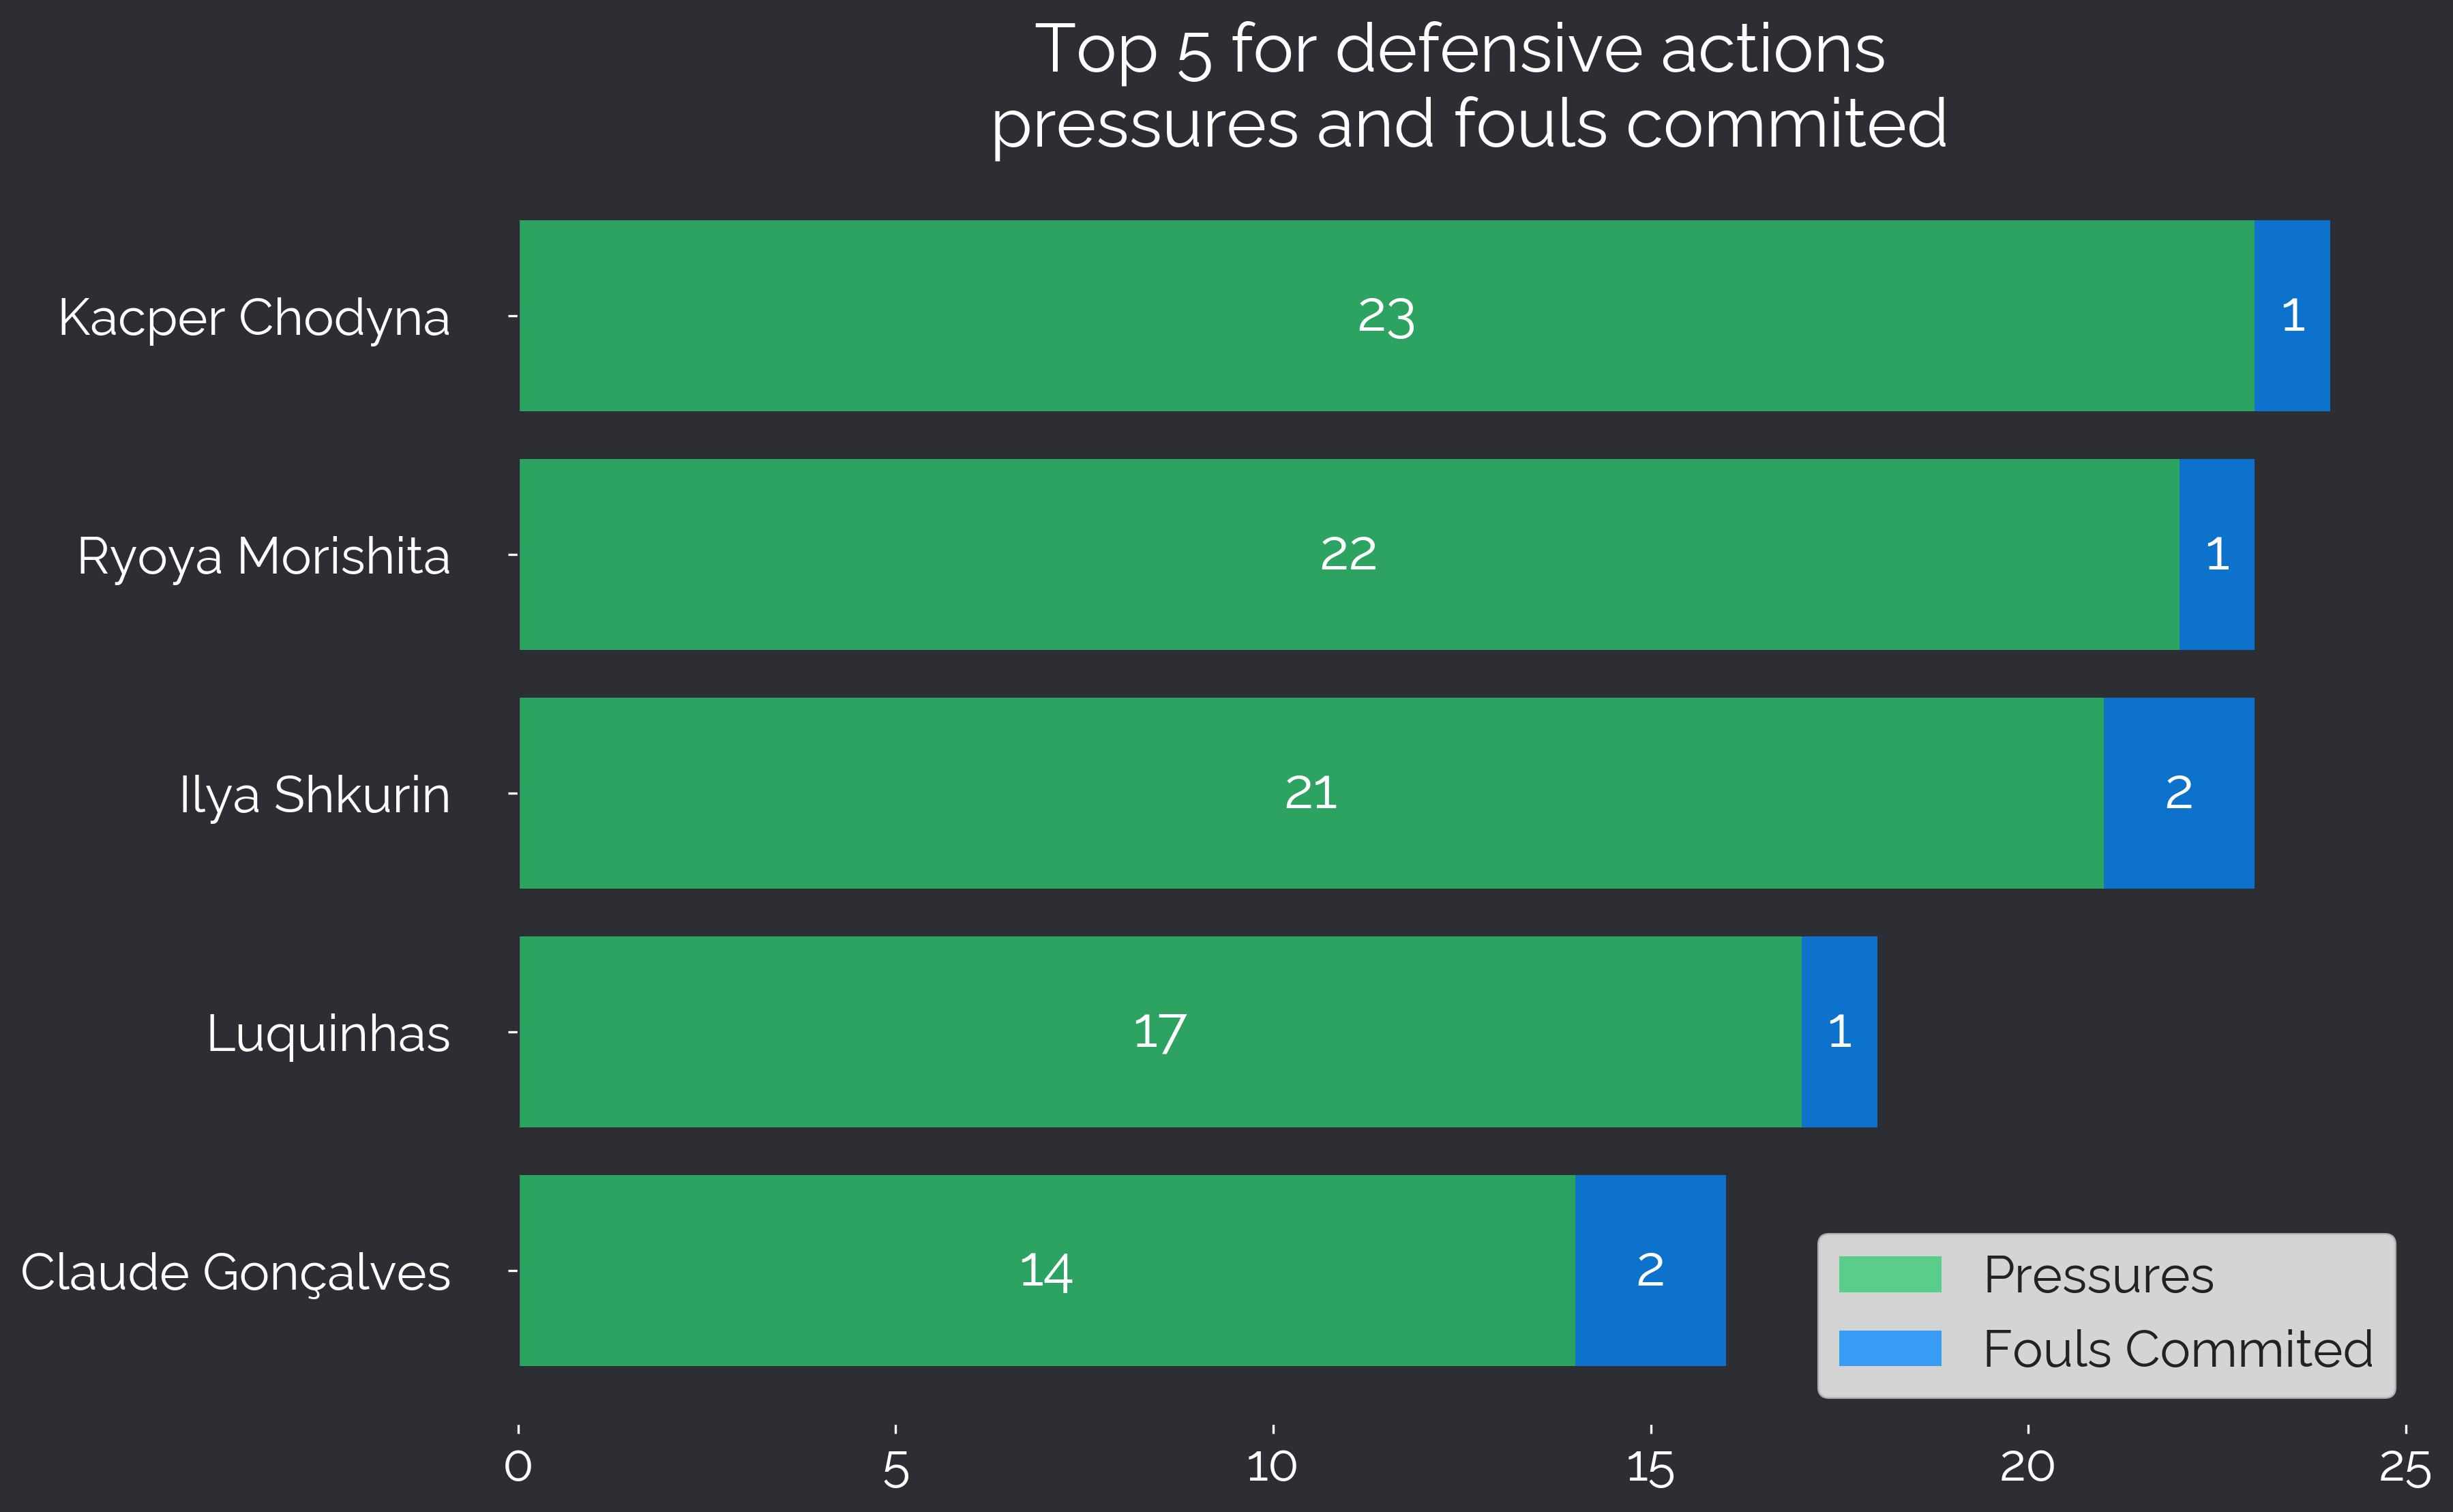 Top 5 for defensive actions
pressures and fouls commited
Kacper Chodyna 23 1
Ryoya Morishita 22 1
Ilya Shkurin 21 2
Luquinhas 17 1
Claude Gonçalves 14 2
Pressures
Fouls Commited
0 5 10 15 20 25